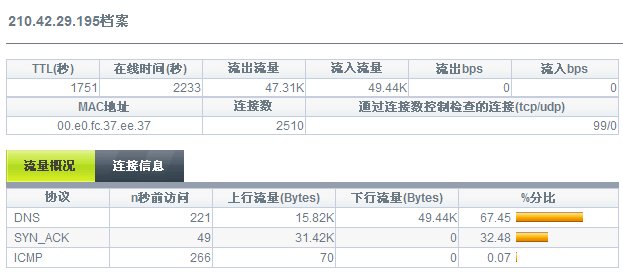 210.42.29.195档案
TTL(秒) 在线时间(秒) 流出流量 流入流量 流出bps 流入bps
1751 2233 47.31K 49.44K 0 0
MAC地址 连接数 通过连接数控制检查的连接(tcp/udp)
00.e0.fc.37.ee.37 2510 99/0
流量概况 连接信息
协议 n秒前访问 上行流量(Bytes) 下行流量(Bytes) %分比
DNS 221 15.82K 49.44K 67.45
SYN_ACK 49 31.42K 0 32.48
ICMP 266 70 0 0.07